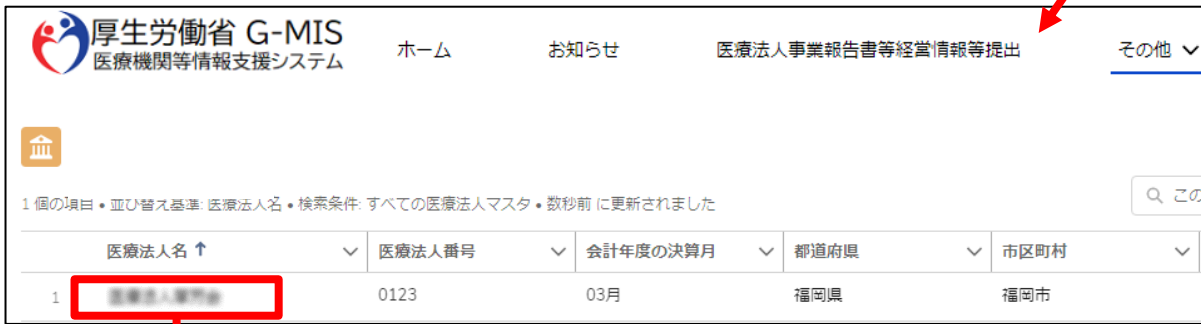 厚生労働省 G-MIS
医療機関等情報支援システム
ホーム お知らせ 医療法人事業報告書等経営情報等提出 その他
1 個の項目 • 並び替え基準: 医療法人名 • 検索条件: すべての医療法人マスタ • 数秒前 に更新されました
この
医療法人名 ↑ 医療法人番号 会計年度の決算月 都道府県 市区町村
1 0123 03月 福岡県 福岡市